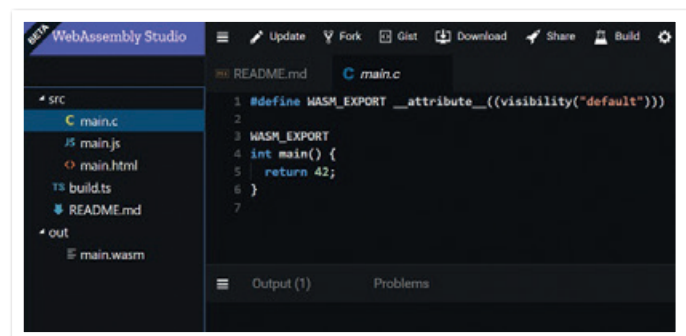 BETA
WebAssembly Studio
Update Fork Gist Download Share Build
README.md
C main.c
src
C main.c
JS main.js
<> main.html
TS build.ts
README.md
out
main.wasm
1 #define WASM_EXPORT __attribute__((visibility("default")))
2
3 WASM_EXPORT
4 int main() {
5   return 42;
6 }
7
Output (1) Problems